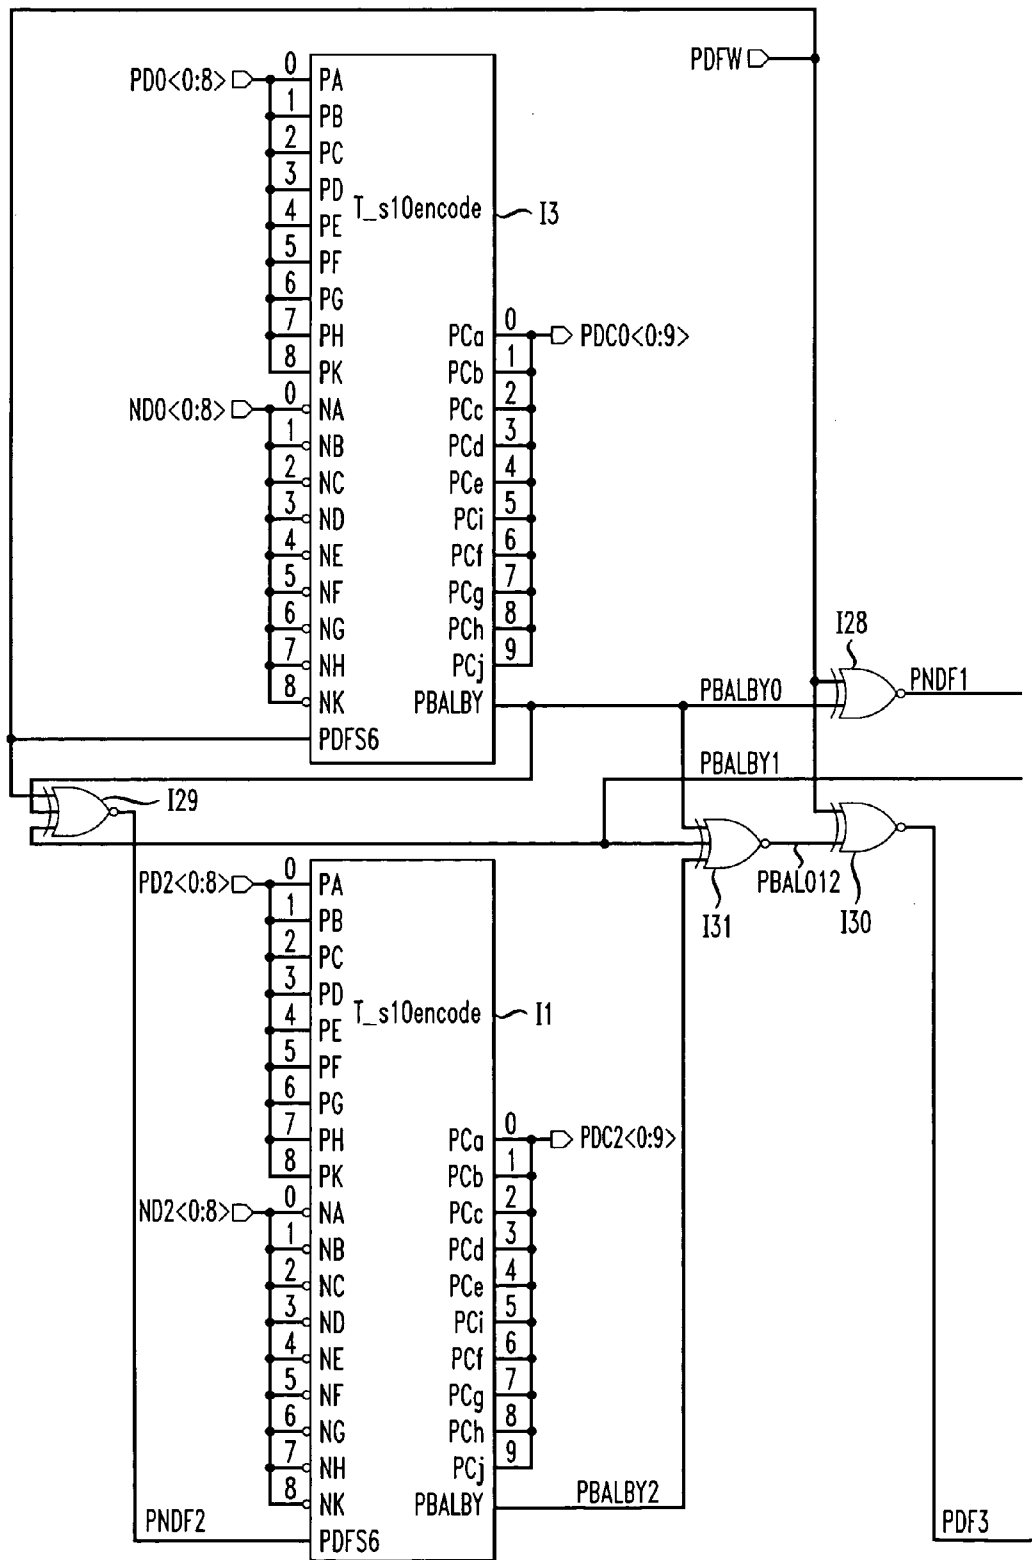 PDFW
PD0<0:8>
0 PA
1 PB
2 PC
3 PD
4 PE
5 PF
6 PG
7 PH
8 PK
T_s10encode
I3
ND0<0:8>
0 NA
1 NB
2 NC
3 ND
4 NE
5 NF
6 NG
7 NH
8 NK
PDFS6
PCa 0
PDC0<0:9>
PCb 1
PCc 2
PCd 3
PCe 4
PCi 5
PCf 6
PCg 7
PCh 8
PCj 9
PBALBY
PBALBY0
I28
PNDF1
PBALBY1
I29
I31
PBAL012
I30
PD2<0:8>
0 PA
1 PB
2 PC
3 PD
4 PE
5 PF
6 PG
7 PH
8 PK
T_s10encode
I1
ND2<0:8>
0 NA
1 NB
2 NC
3 ND
4 NE
5 NF
6 NG
7 NH
8 NK
PDFS6
PCa 0
PDC2<0:9>
PCb 1
PCc 2
PCd 3
PCe 4
PCi 5
PCf 6
PCg 7
PCh 8
PCj 9
PBALBY
PBALBY2
PNDF2
PDF3